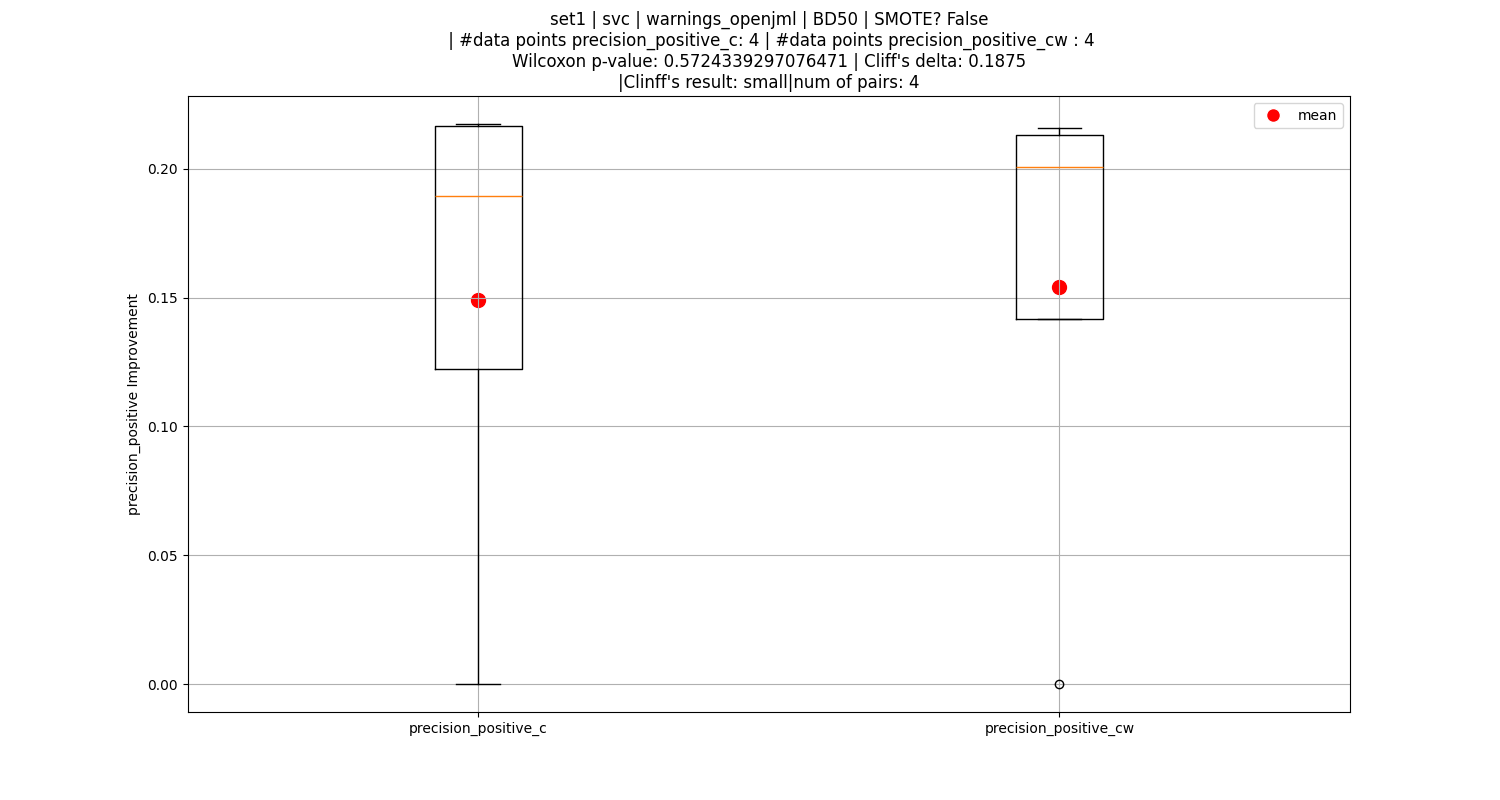 set1 | svc | warnings_openjml | BD50 | SMOTE? False
| #data points precision_positive_c: 4 | #data points precision_positive_cw : 4
Wilcoxon p-value: 0.5724339297076471 | Cliff's delta: 0.1875
|Clinff's result: small|num of pairs: 4
mean
0.20
0.15
0.10
0.05
0.00
precision_positive Improvement
precision_positive_c
precision_positive_cw